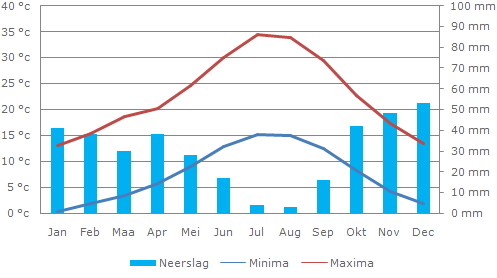 40 °c 100 mm
35 °c 90 mm
30 °c 80 mm
25 °c 70 mm
20 °c 60 mm
15 °c 50 mm
10 °c 40 mm
5 °c 30 mm
0 °c 20 mm
10 mm
0 mm
Jan Feb Maa Apr Mei Jun Jul Aug Sep Okt Nov Dec
Neerslag Minima Maxima